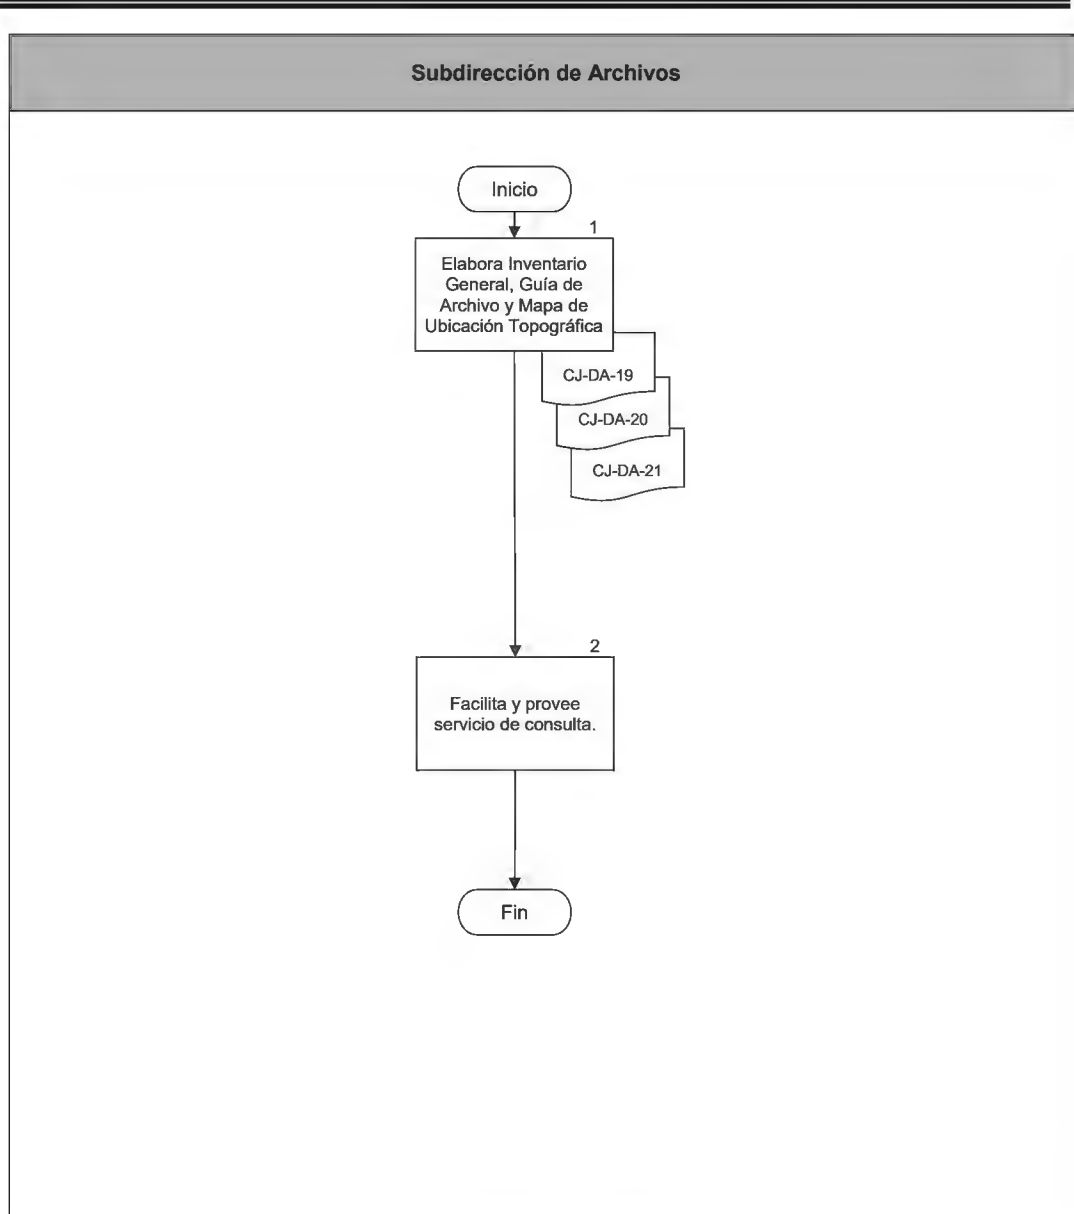 Subdirección de Archivos
Inicio
1
Elabora Inventario
General, Guía de
Archivo y Mapa de
Ubicación Topográfica
CJ-DA-19
CJ-DA-20
CJ-DA-21
2
Facilita y provee
servicio de consulta.
Fin